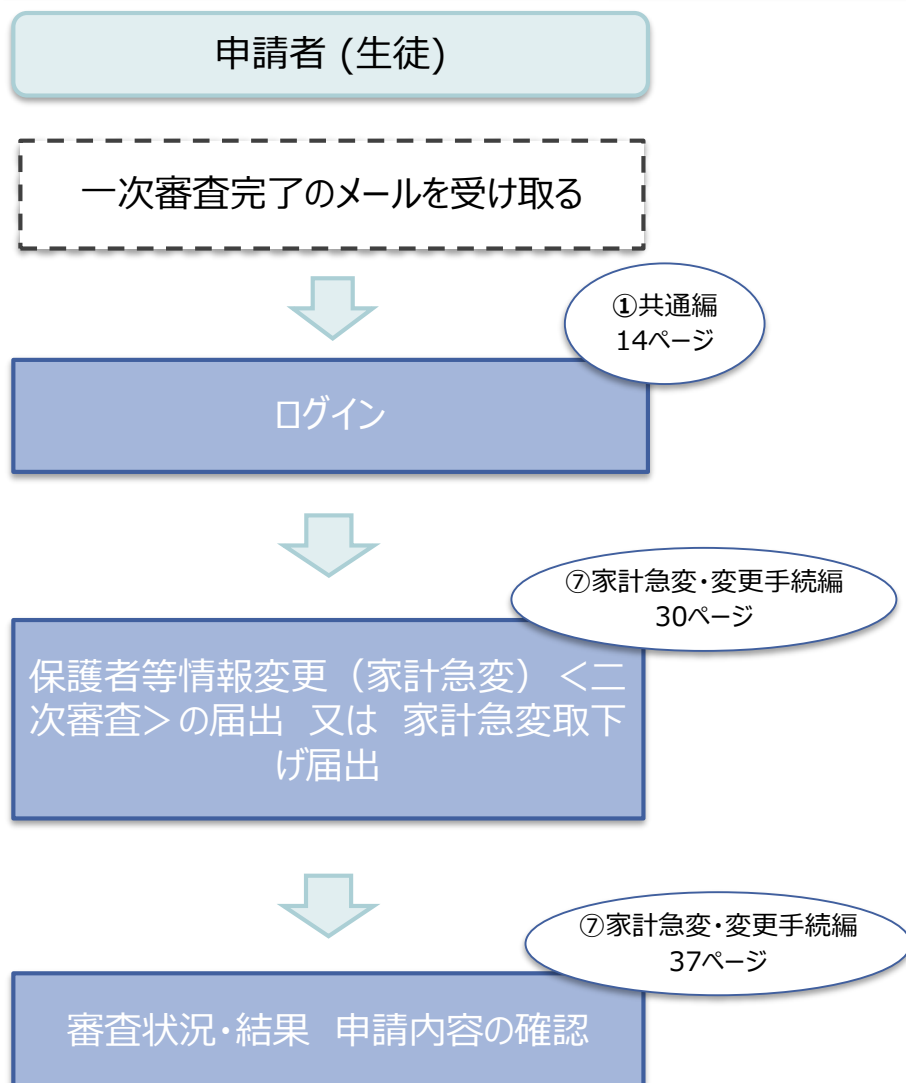 申請者 (生徒)
一次審査完了のメールを受け取る
①共通編
14ページ
ログイン
⑦家計急変・変更手続編
30ページ
保護者等情報変更（家計急変）＜二
次審査＞の届出 又は 家計急変取下
げ届出
⑦家計急変・変更手続編
37ページ
審査状況・結果 申請内容の確認